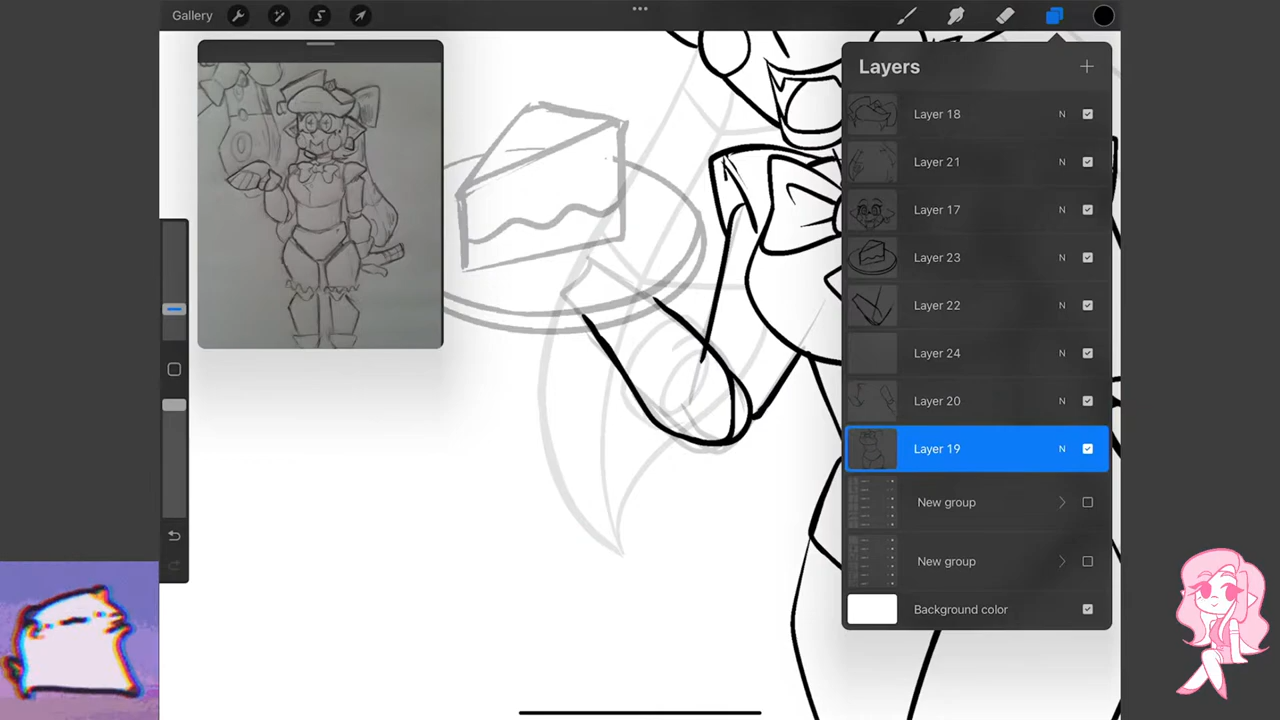 Gallery
Layers
Layer 18 N
Layer 21 N
Layer 17 N
Layer 23 N
Layer 22 N
Layer 24 N
Layer 20 N
Layer 19 N
New group
New group
Background color